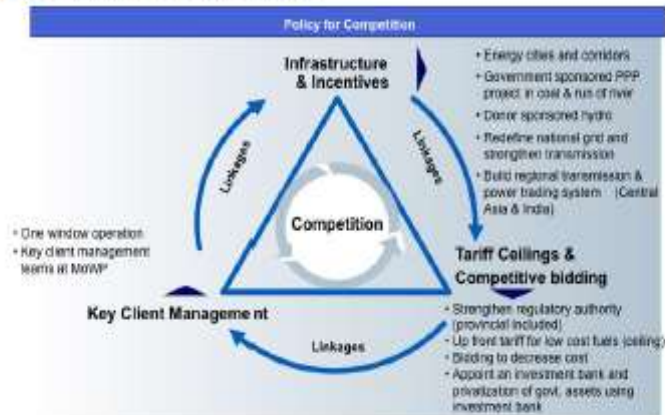 Policy for Competition
Infrastructure
& Incentives
• Energy cities and corridors
• Government sponsored PPP
project in coal & run of river
• Donor sponsored hydro
• Redefine national grid and
strengthen transmission
• Build regional transmission &
power trading system (Central
Asia & India)
Linkages
Linkages
Competition
• One window operation
• Key client management
teams at MoWP
Key Client Management
Tariff Ceilings &
Competitive bidding
• Strengthen regulatory authority
(provincial included)
• Up front tariff for low cost fuels (ceiling)
• Bidding to decrease cost
• Appoint an investment bank and
privatization of govt. assets using
investment bank
Linkages